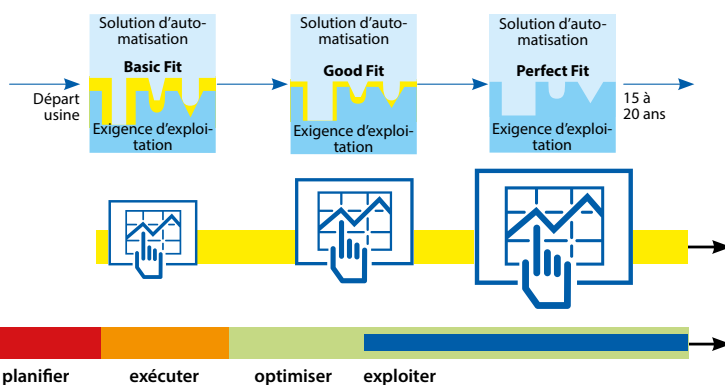 Solution d'auto-
matisation
Basic Fit
Exigence d'exploi-
tation
Solution d'auto-
matisation
Good Fit
Exigence d'exploi-
tation
Solution d'auto-
matisation
Perfect Fit
Exigence d'exploi-
tation
Départ
usine
15 à
20 ans
planifier
exécuter
optimiser
exploiter